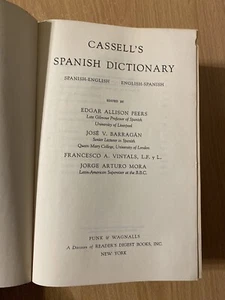 CASSELL'S
SPANISH DICTIONARY
SPANISH-ENGLISH ENGLISH-SPANISH
EDITED BY
EDGAR ALLISON PEERS
Late Gilmour Professor of Spanish
University of Liverpool
JOSÉ V. BARRAGÁN
Senior Lecturer in Spanish
Queen Mary College, University of London
FRANCESCO A. VINYALS, L.P. y L.
JORGE ARTURO MORA
Latin-American Supervisor at the B.B.C.
FUNK & WAGNALLS
A Division of READER'S DIGEST BOOKS, INC.
NEW YORK